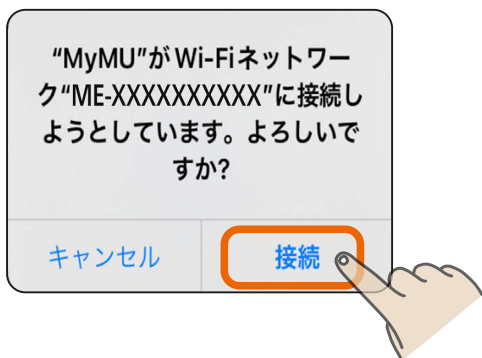 “MyMU”がWi-Fiネットワー
ク“ME-XXXXXXXXXX”に接続し
ようとしています。よろしいで
すか?
キャンセル
接続